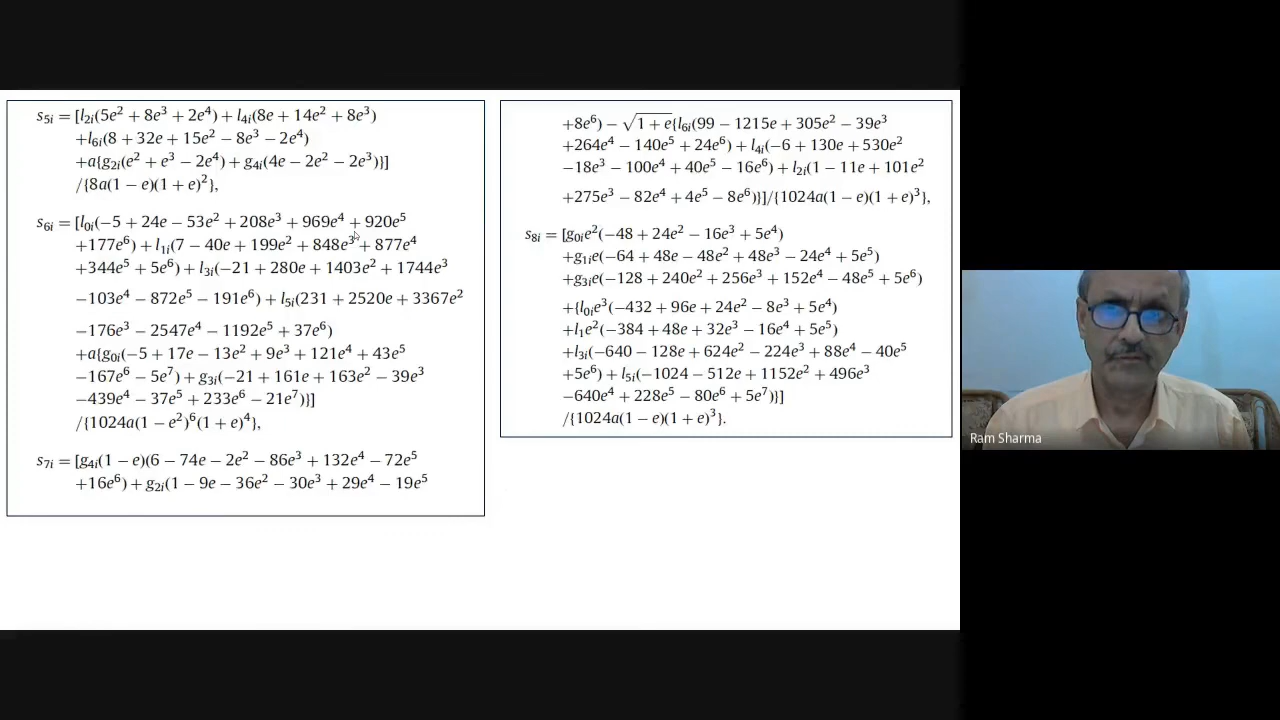 s₅ᵢ = [l₂ᵢ(5e² + 8e³ + 2e⁴) + l₄ᵢ(8e + 14e² + 8e³)
+l₆ᵢ(8 + 32e + 15e² − 8e³ − 2e⁴)
+a{g₂ᵢ(e² + e³ − 2e⁴) + g₄ᵢ(4e − 2e² − 2e³)}]
/{8a(1 − e)(1 + e)²},
s₆ᵢ = [l₀ᵢ(−5 + 24e − 53e² + 208e³ + 969e⁴ + 920e⁵
+177e⁶) + l₁ᵢ(7 − 40e + 199e² + 848e³ + 877e⁴
+344e⁵ + 5e⁶) + l₃ᵢ(−21 + 280e + 1403e² + 1744e³
−103e⁴ − 872e⁵ − 191e⁶) + l₅ᵢ(231 + 2520e + 3367e²
−176e³ − 2547e⁴ − 1192e⁵ + 37e⁶)
+a{g₀ᵢ(−5 + 17e − 13e² + 9e³ + 121e⁴ + 43e⁵
−167e⁶ − 5e⁷) + g₃ᵢ(−21 + 161e + 163e² − 39e³
−439e⁴ − 37e⁵ + 233e⁶ − 21e⁷)}]
/{1024a(1 − e²)⁶(1 + e)⁴},
s₇ᵢ = [g₄ᵢ(1 − e)(6 − 74e − 2e² − 86e³ + 132e⁴ − 72e⁵
+16e⁶) + g₂ᵢ(1 − 9e − 36e² − 30e³ + 29e⁴ − 19e⁵
+8e⁶) − √1 + e{l₆ᵢ(99 − 1215e + 305e² − 39e³
+264e⁴ − 140e⁵ + 24e⁶) + l₄ᵢ(−6 + 130e + 530e²
−18e³ − 100e⁴ + 40e⁵ − 16e⁶) + l₂ᵢ(1 − 11e + 101e²
+275e³ − 82e⁴ + 4e⁵ − 8e⁶)}]/{1024a(1 − e)(1 + e)³},
s₈ᵢ = [g₀ᵢe²(−48 + 24e² − 16e³ + 5e⁴)
+g₁ᵢe(−64 + 48e − 48e² + 48e³ − 24e⁴ + 5e⁵)
+g₃ᵢe(−128 + 240e² + 256e³ + 152e⁴ − 48e⁵ + 5e⁶)
+{l₀ᵢe³(−432 + 96e + 24e² − 8e³ + 5e⁴)
+l₁e²(−384 + 48e + 32e³ − 16e⁴ + 5e⁵)
+l₃ᵢ(−640 − 128e + 624e² − 224e³ + 88e⁴ − 40e⁵
+5e⁶) + l₅ᵢ(−1024 − 512e + 1152e² + 496e³
−640e⁴ + 228e⁵ − 80e⁶ + 5e⁷)}]
/{1024a(1 − e)(1 + e)³}.
Ram Sharma